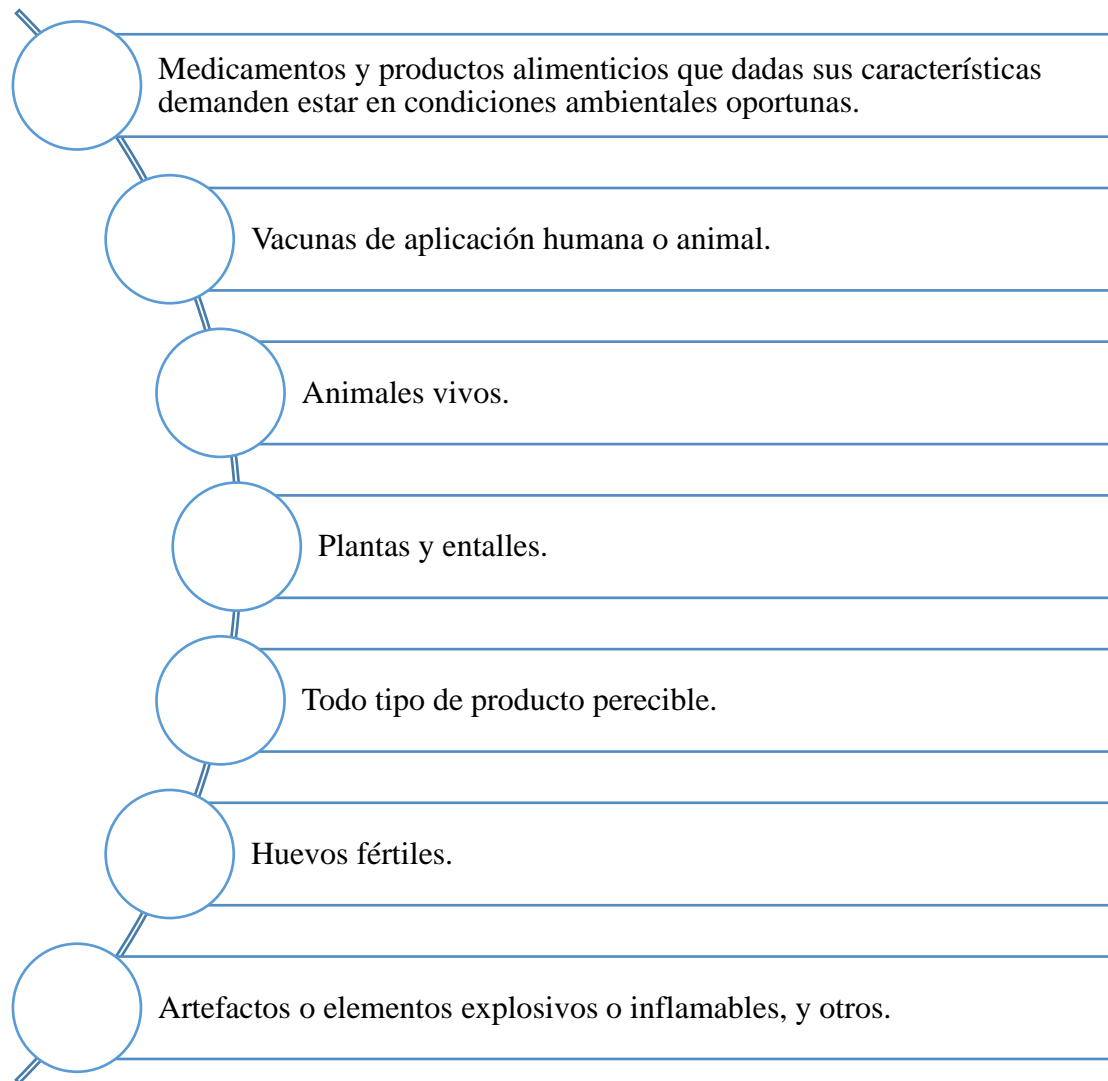 Medicamentos y productos alimenticios que dadas sus características
demanden estar en condiciones ambientales oportunas.
Vacunas de aplicación humana o animal.
Animales vivos.
Plantas y entalles.
Todo tipo de producto perecible.
Huevos fértiles.
Artefactos o elementos explosivos o inflamables, y otros.